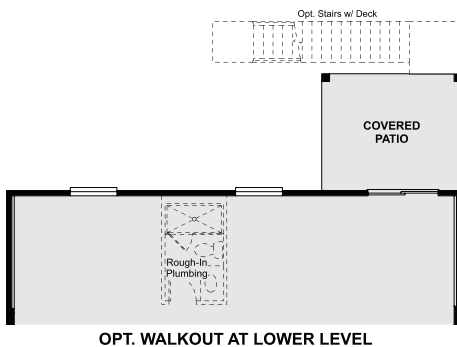 Opt. Stairs w/ Deck
COVERED
PATIO
Rough-In
Plumbing
OPT. WALKOUT AT LOWER LEVEL